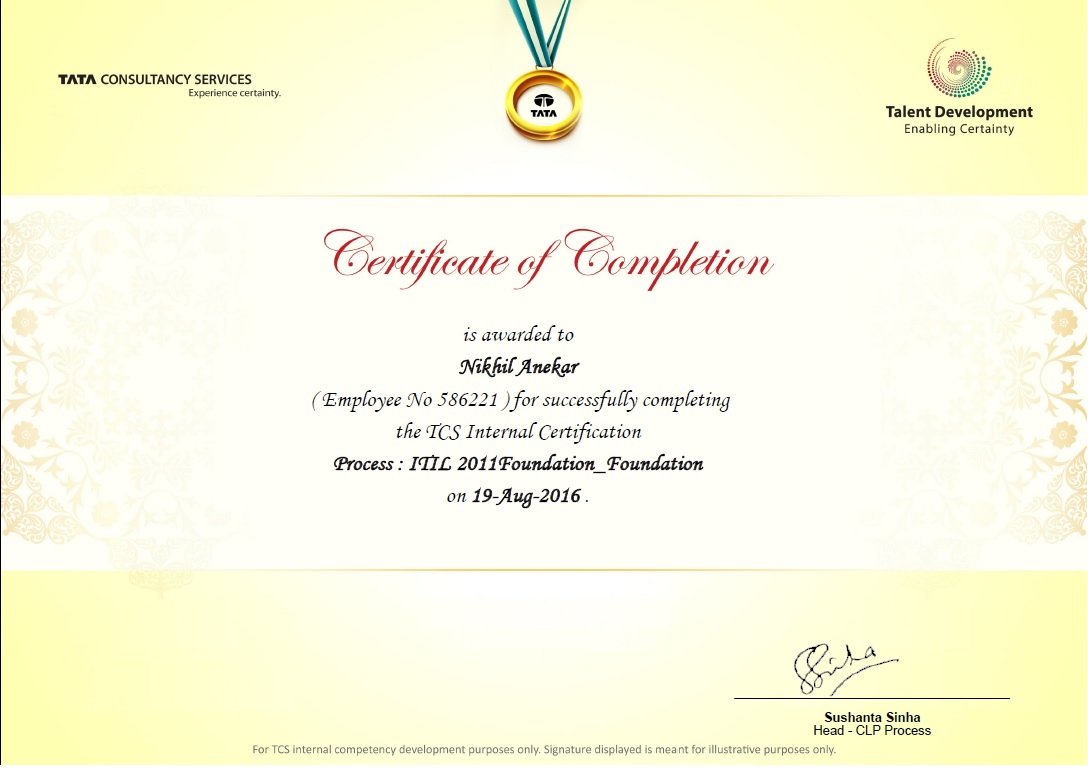 TATA CONSULTANCY SERVICES
Experience certainty.
TATA
Talent Development
Enabling Certainty
Certificate of Completion
is awarded to
Nikhil Anekar
( Employee No 586221 ) for successfully completing
the TCS Internal Certification
Process : ITIL 2011Foundation_Foundation
on 19-Aug-2016 .
SSinha
Sushanta Sinha
Head - CLP Process
For TCS internal competency development purposes only. Signature displayed is meant for illustrative purposes only.